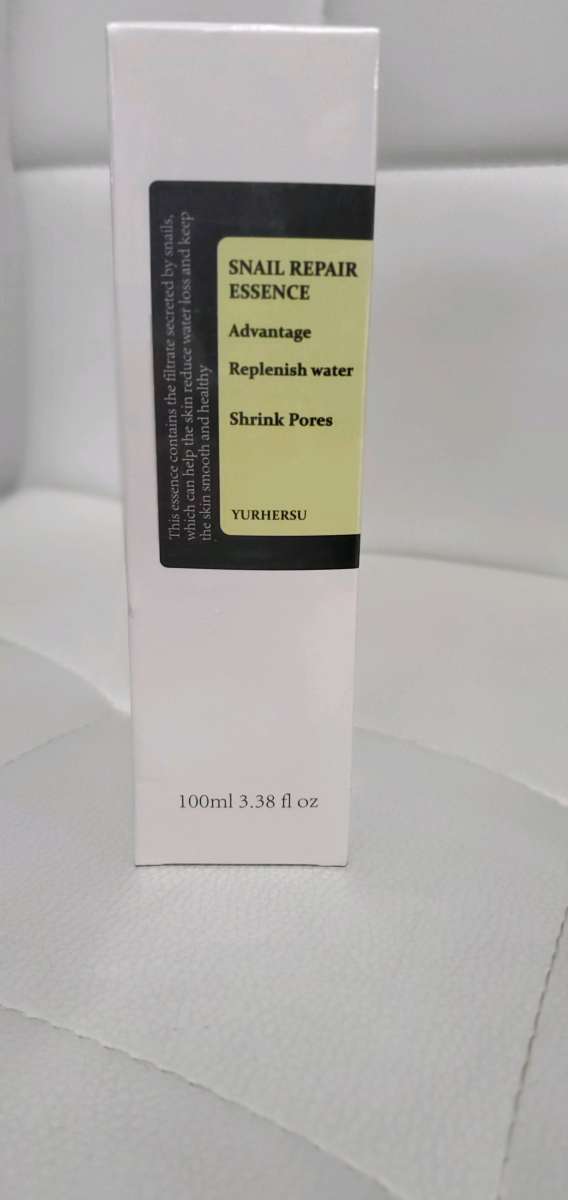 SNAIL REPAIR
ESSENCE
Advantage
Replenish water
Shrink Pores
YURHERSU
This essence contains the filtrate secreted by snails,
which can help the skin reduce water loss and keep
the skin smooth and healthy
100ml 3.38 fl oz